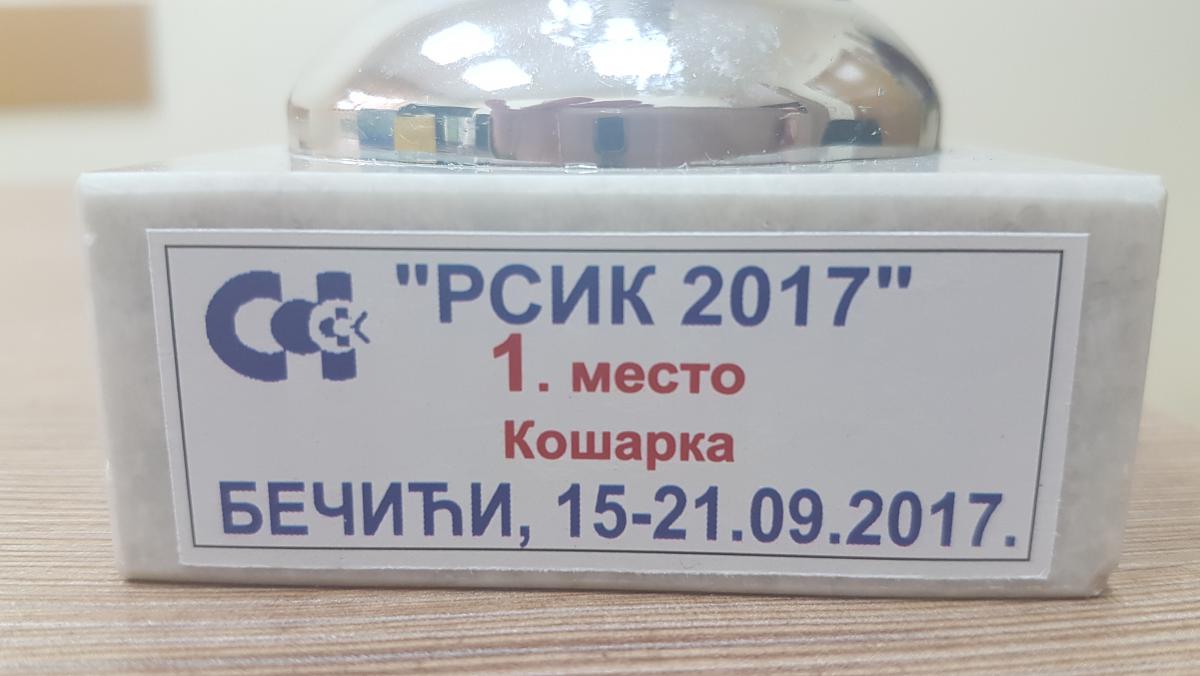 "РСИК 2017"
1. место
Кошарка
БЕЧИЋИ, 15-21.09.2017.